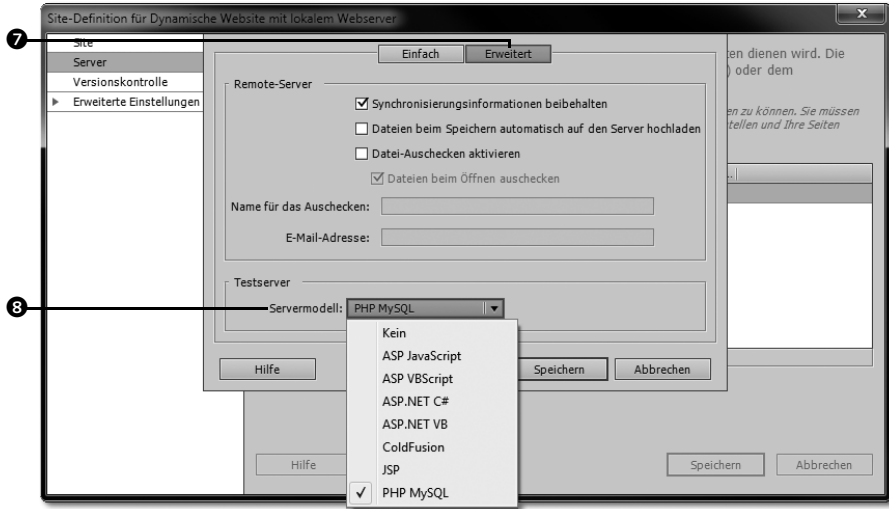 Site-Definition für Dynamische Website mit lokalem Webserver
x
❼
Site
Server
Versionskontrolle
Erweiterte Einstellungen
Einfach
Erweitert
ten dienen wird. Die
) oder dem
en zu können. Sie müssen
tellen und Ihre Seiten
...
Remote-Server
Synchronisierungsinformationen beibehalten
Dateien beim Speichern automatisch auf den Server hochladen
Datei-Auschecken aktivieren
Dateien beim Öffnen auschecken
Name für das Auschecken:
E-Mail-Adresse:
Testserver
❽
Servermodell:
PHP MySQL
Kein
ASP JavaScript
ASP VBScript
ASP.NET C#
ASP.NET VB
ColdFusion
JSP
PHP MySQL
Hilfe
Speichern
Abbrechen
Hilfe
Speichern
Abbrechen